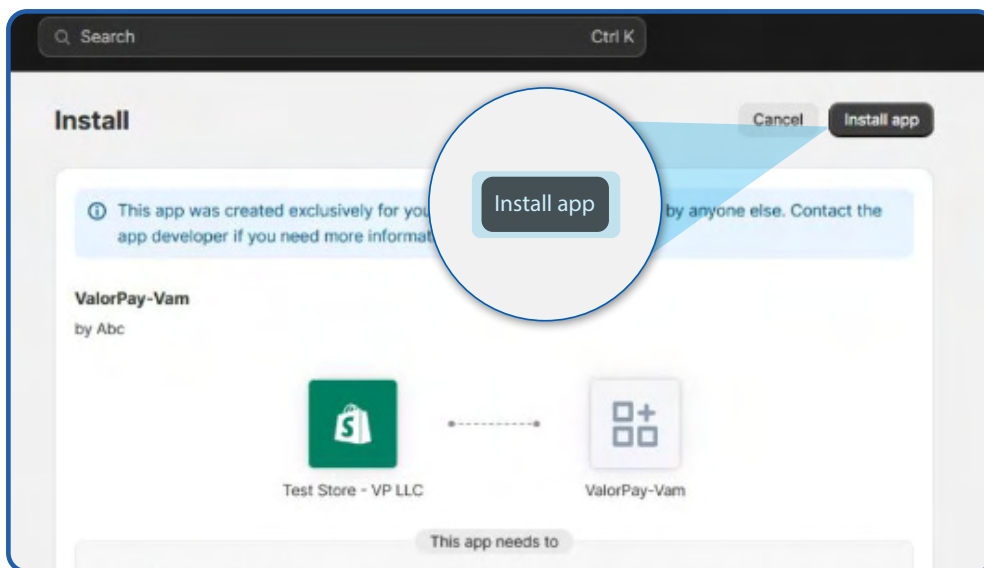 Search Ctrl K
Install
Cancel Install app
Install app
This app was created exclusively for you by anyone else. Contact the
app developer if you need more informat
ValorPay-Vam
by Abc
S
Test Store - VP LLC ValorPay-Vam
This app needs to